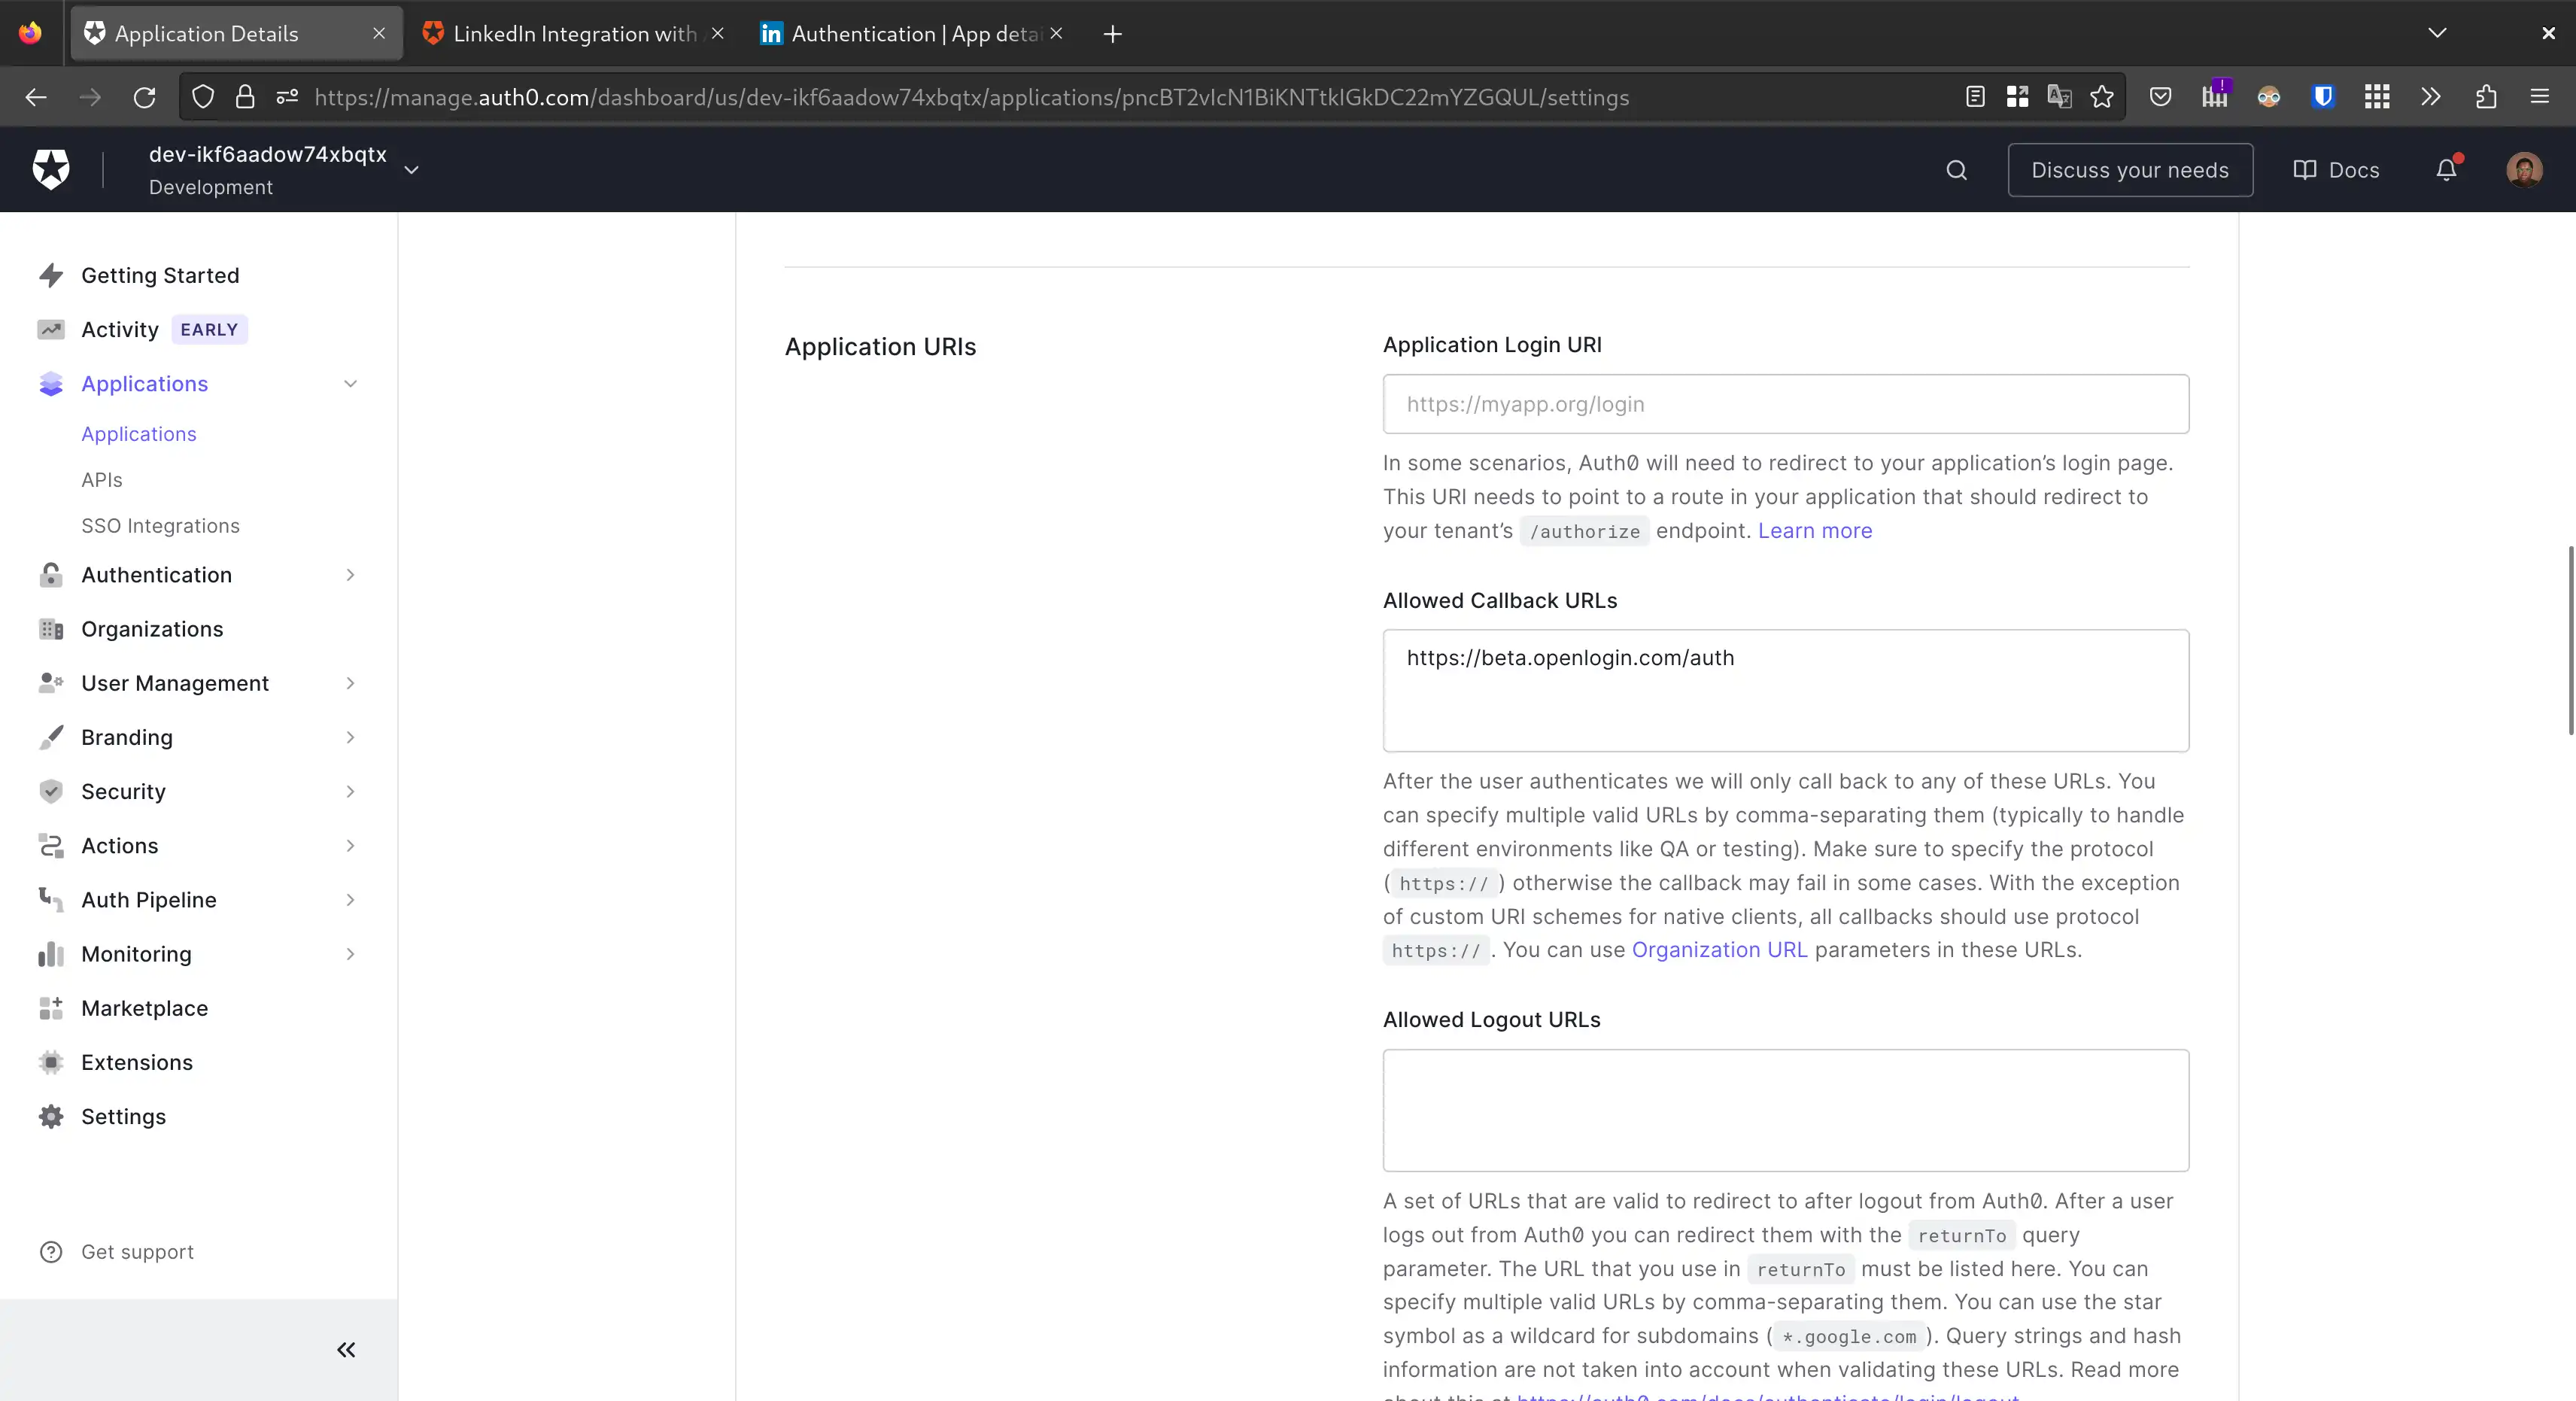 Application Details
LinkedIn Integration with
Authentication | App detai
https://manage.auth0.com/dashboard/us/dev-ikf6aadow74xbqtx/applications/pncBT2vIcN1BiKNTtkIGkDC22mYZGQUL/settings
dev-ikf6aadow74xbqtx
Development
Discuss your needs
Docs
Getting Started
Activity EARLY
Applications
Applications
APIs
SSO Integrations
Authentication
Organizations
User Management
Branding
Security
Actions
Auth Pipeline
Monitoring
Marketplace
Extensions
Settings
Get support
Application URIs
Application Login URI
https://myapp.org/login
In some scenarios, Auth0 will need to redirect to your application's login page.
This URI needs to point to a route in your application that should redirect to
your tenant's /authorize endpoint. Learn more
Allowed Callback URLs
https://beta.openlogin.com/auth
After the user authenticates we will only call back to any of these URLs. You
can specify multiple valid URLs by comma-separating them (typically to handle
different environments like QA or testing). Make sure to specify the protocol
( https:// ) otherwise the callback may fail in some cases. With the exception
of custom URI schemes for native clients, all callbacks should use protocol
https:// . You can use Organization URL parameters in these URLs.
Allowed Logout URLs
A set of URLs that are valid to redirect to after logout from Auth0. After a user
logs out from Auth0 you can redirect them with the returnTo query
parameter. The URL that you use in returnTo must be listed here. You can
specify multiple valid URLs by comma-separating them. You can use the star
symbol as a wildcard for subdomains ( *.google.com ). Query strings and hash
information are not taken into account when validating these URLs. Read more
about this at https://auth0.com/docs/authenticate/login/logout